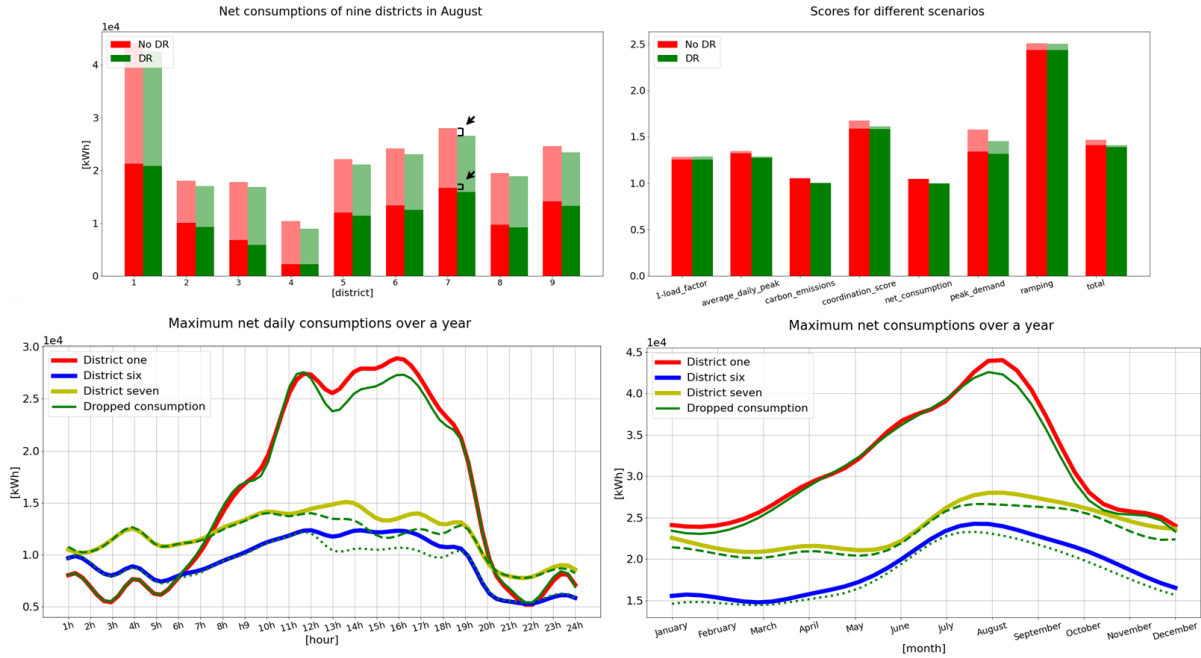 Net consumptions of nine districts in August
1e4
No DR
DR
4
3
2
1
0
[kWh]
1 2 3 4 5 6 7 8 9
[district]
Scores for different scenarios
No DR
DR
2.5
2.0
1.5
1.0
0.5
0.0
1-load_factor average_daily_peak carbon_emissions coordination_score net_consumption peak_demand ramping total
Maximum net daily consumptions over a year
1e4
District one
District six
District seven
Dropped consumption
3.0
2.5
2.0
1.5
1.0
0.5
[kWh]
1h 2h 3h 4h 5h 6h 7h 8h h9 10h 11h 12h 13h 14h 15h 16h 17h 18h 19h 20h 21h 22h 23h 24h
[hour]
Maximum net consumptions over a year
1e4
District one
District six
District seven
Dropped consumption
4.5
4.0
3.5
3.0
2.5
2.0
1.5
[kWh]
January February March April May June July August September October November December
[month]